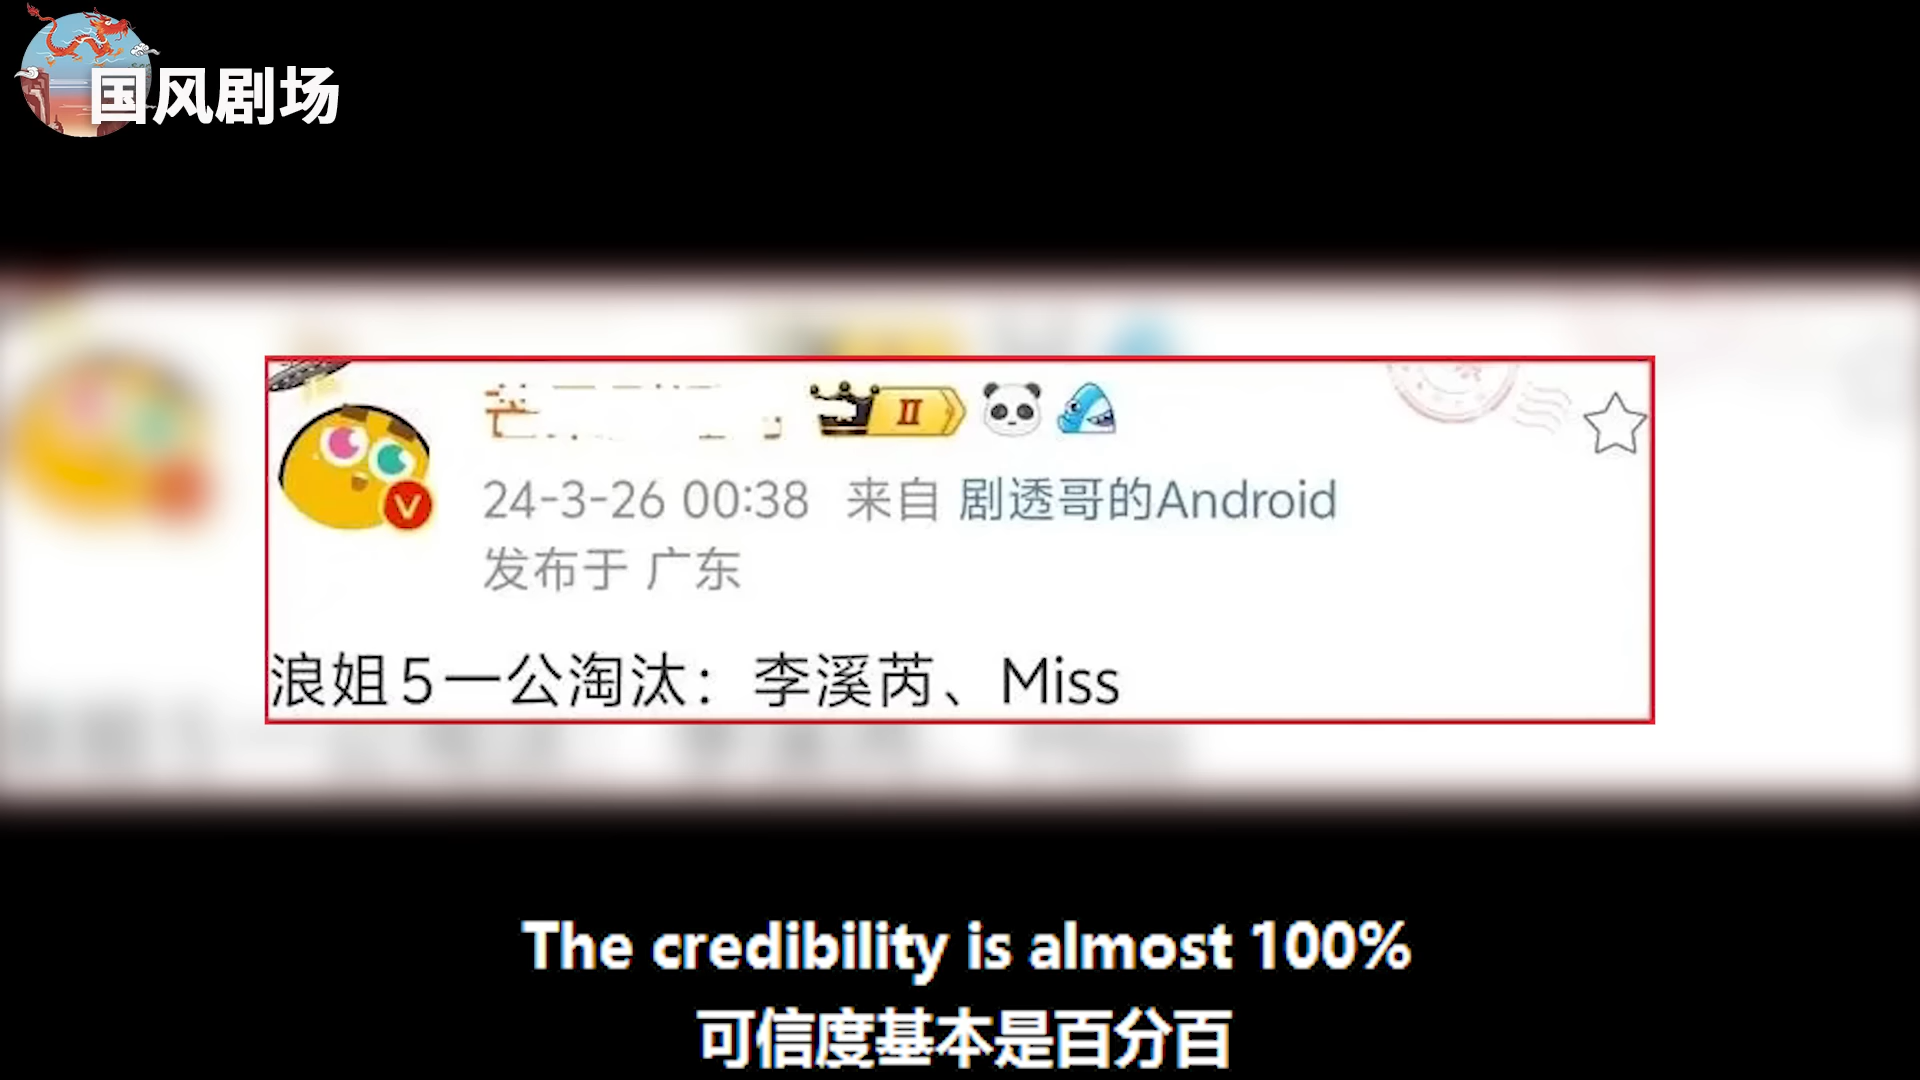 国风剧场
II
24-3-26 00:38 来自 剧透哥的Android
发布于 广东
浪姐5一公淘汰：李溪芮、Miss
The credibility is almost 100%
可信度基本是百分百